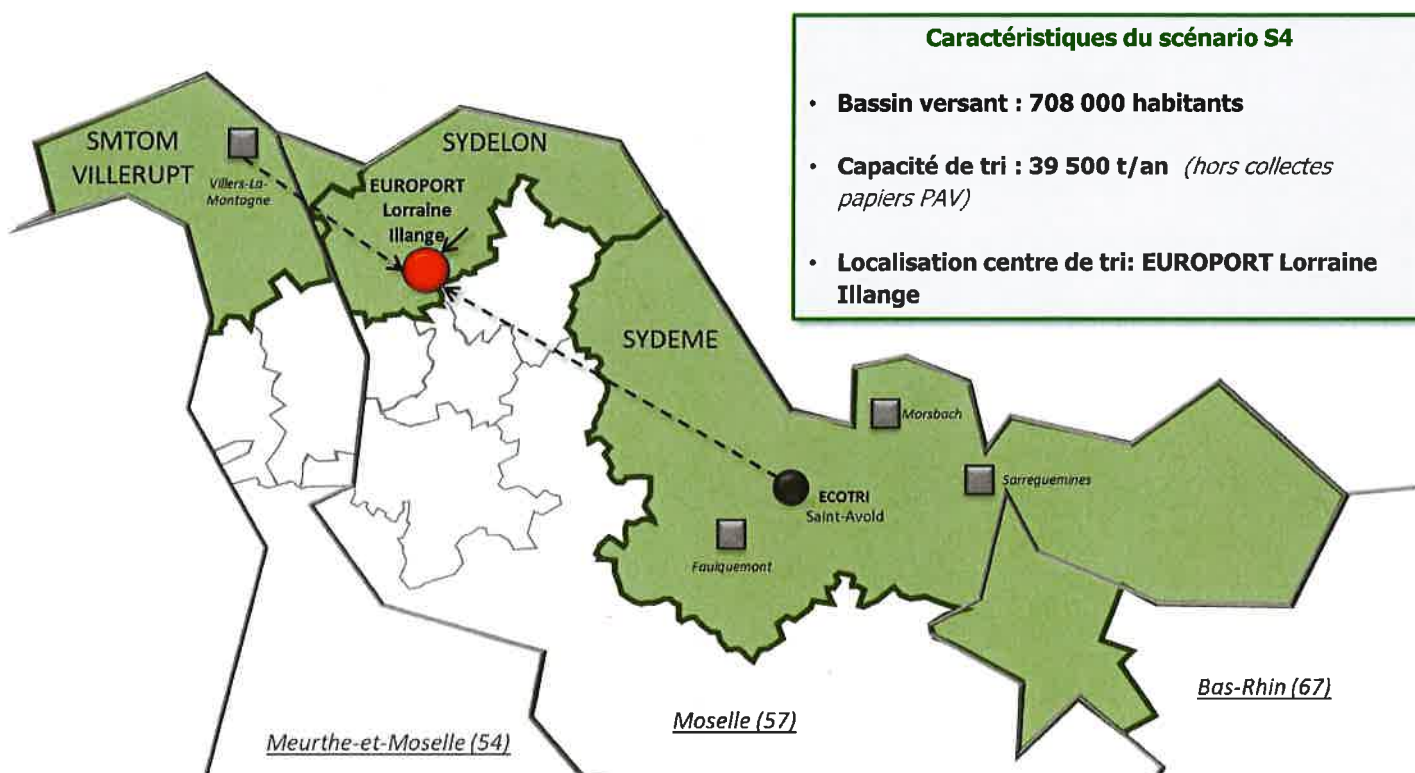 Caractéristiques du scénario S4
• Bassin versant : 708 000 habitants
• Capacité de tri : 39 500 t/an (hors collectes
papiers PAV)
• Localisation centre de tri: EUROPORT Lorraine
Illange
SMTOM
VILLERUPT
Villers-La-
Montagne
SYDELON
EUROPORT
Lorraine
Illange
SYDEME
Morsbach
Sarreguemines
ECOTRI
Saint-Avold
Faulquemont
Bas-Rhin (67)
Moselle (57)
Meurthe-et-Moselle (54)